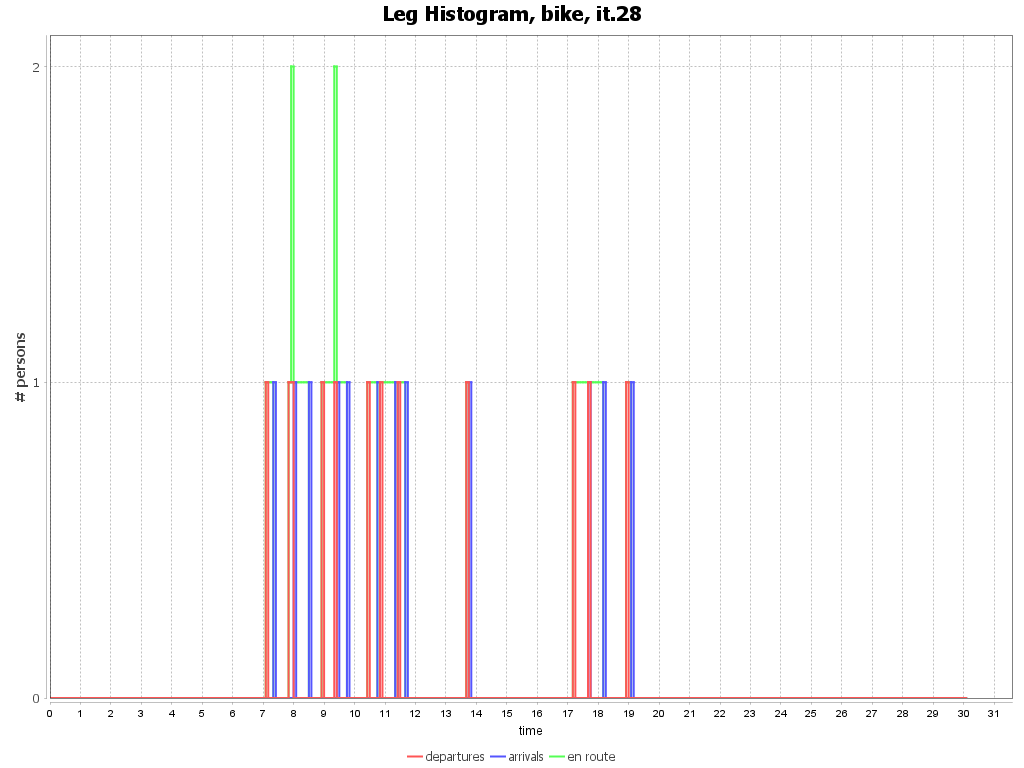 Leg Histogram, bike, it.28
# persons
2
1
0
0 1 2 3 4 5 6 7 8 9 10 11 12 13 14 15 16 17 18 19 20 21 22 23 24 25 26 27 28 29 30 31
time
departures arrivals en route